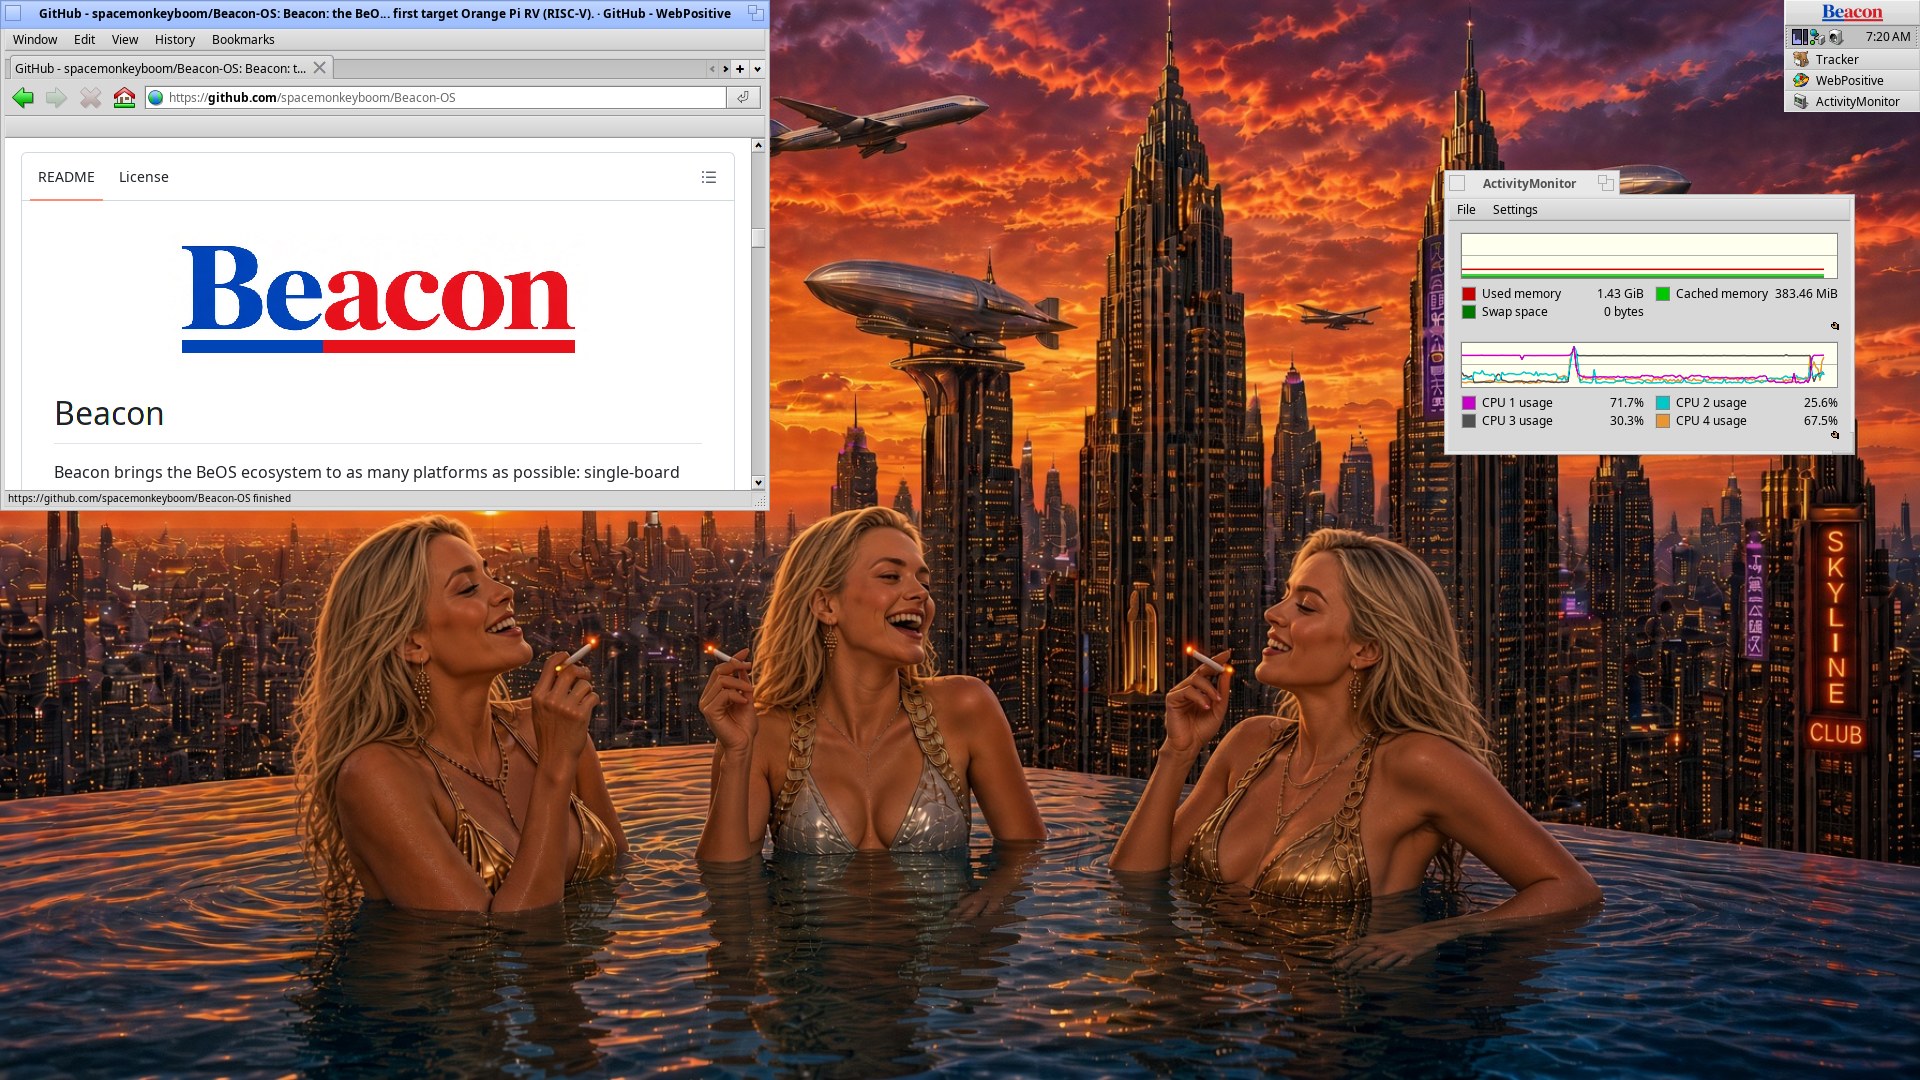 GitHub - spacemonkeyboom/Beacon-OS: Beacon: the BeO... first target Orange Pi RV (RISC-V). · GitHub - WebPositive
Window Edit View History Bookmarks
GitHub - spacemonkeyboom/Beacon-OS: Beacon: t...
https://github.com/spacemonkeyboom/Beacon-OS
README License
Beacon
Beacon
Beacon brings the BeOS ecosystem to as many platforms as possible: single-board
https://github.com/spacemonkeyboom/Beacon-OS finished
Beacon
7:20 AM
Tracker
WebPositive
ActivityMonitor
ActivityMonitor
File Settings
Used memory 1.43 GiB Cached memory 383.46 MiB
Swap space 0 bytes
CPU 1 usage 71.7% CPU 2 usage 25.6%
CPU 3 usage 30.3% CPU 4 usage 67.5%
SKYLINE
CLUB